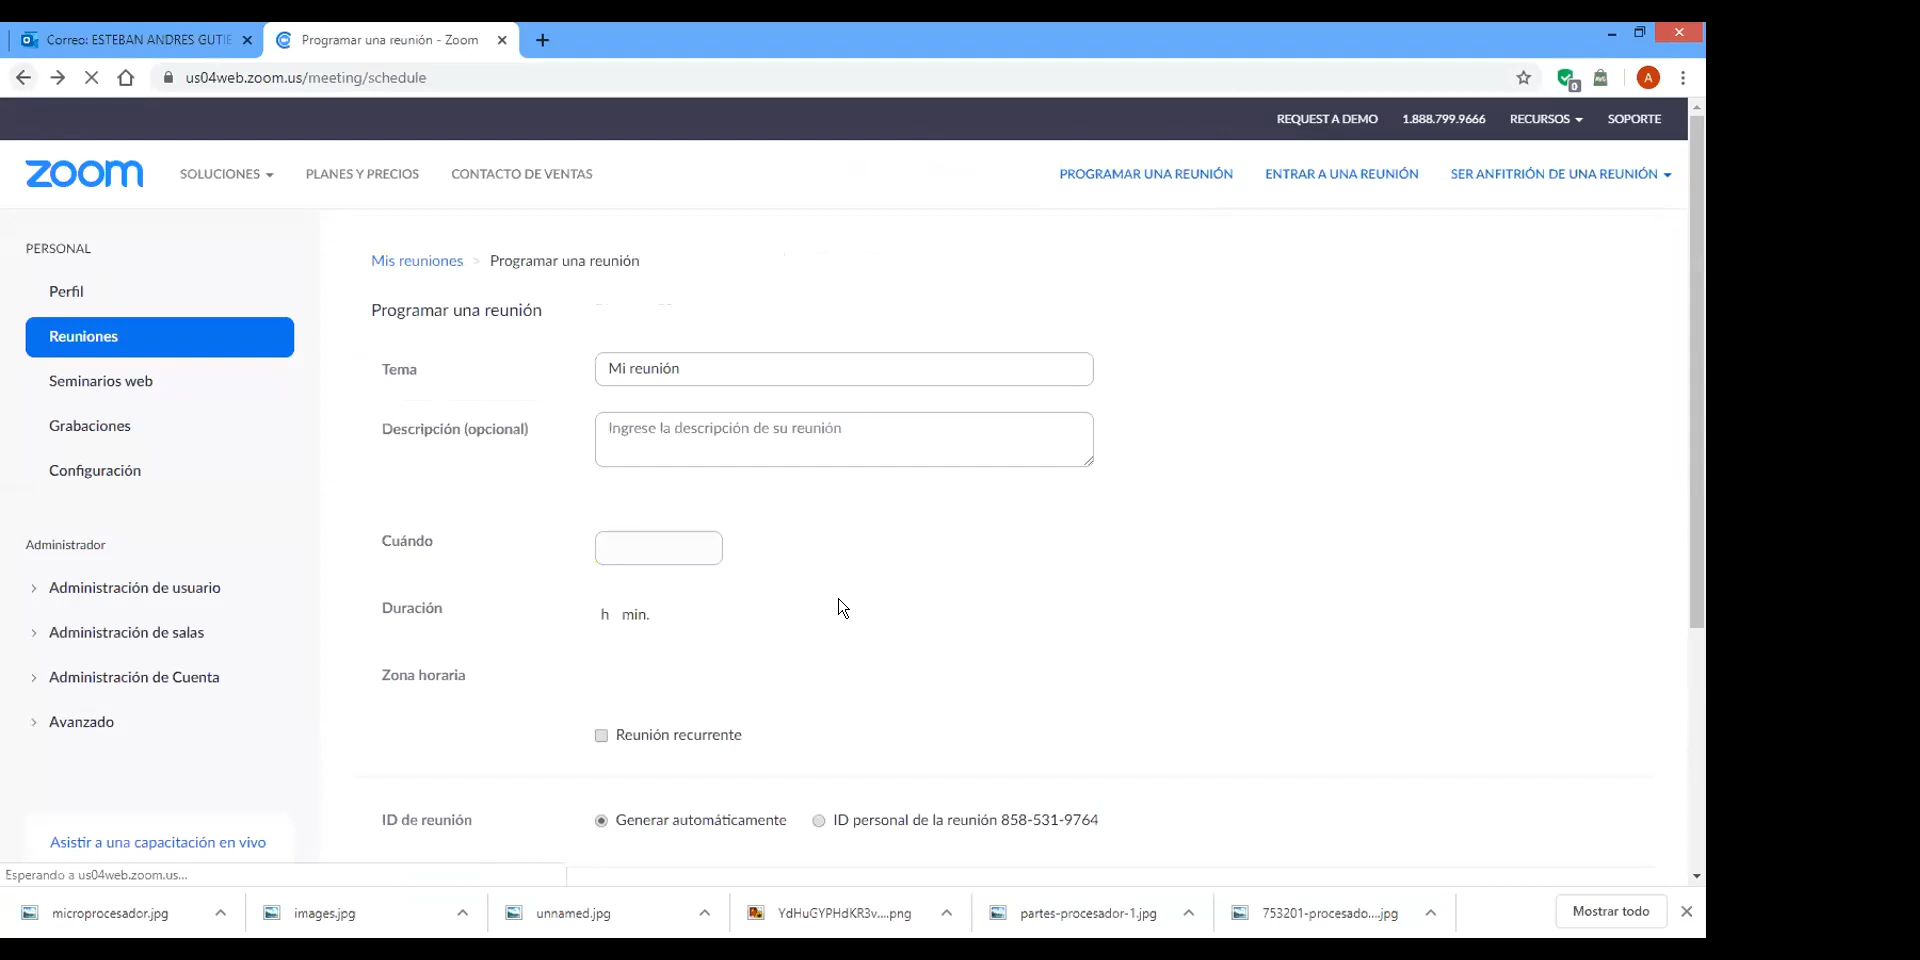 Correo: ESTEBAN ANDRES GUTIE
Programar una reunión - Zoom
us04web.zoom.us/meeting/schedule
0
A
REQUEST A DEMO 1.888.799.9666 RECURSOS SOPORTE
zoom SOLUCIONES PLANES Y PRECIOS CONTACTO DE VENTAS PROGRAMAR UNA REUNIÓN ENTRAR A UNA REUNIÓN SER ANFITRIÓN DE UNA REUNIÓN
PERSONAL
Perfil
Reuniones
Seminarios web
Grabaciones
Configuración
Administrador
Administración de usuario
Administración de salas
Administración de Cuenta
Avanzado
Asistir a una capacitación en vivo
Mis reuniones > Programar una reunión
Programar una reunión
Tema Mi reunión
Descripción (opcional) Ingrese la descripción de su reunión
Cuándo
Duración h min.
Zona horaria
Reunión recurrente
ID de reunión Generar automáticamente ID personal de la reunión 858-531-9764
Esperando a us04web.zoom.us...
microprocesador.jpg images.jpg unnamed.jpg YdHuGYPHdKR3v....png partes-procesador-1.jpg 753201-procesado....jpg Mostrar todo